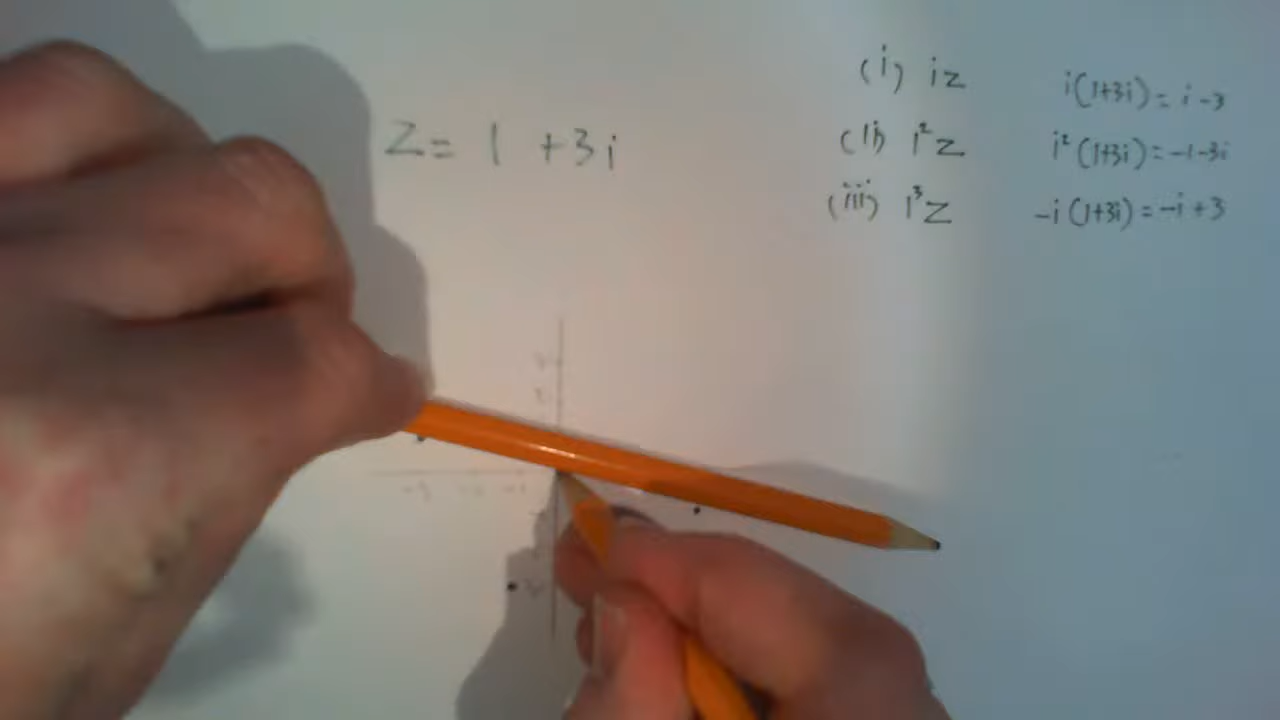 (i) iz i(1+3i) = i -3
z = 1 +3i
(ii) i²z i²(1+3i) = -1-3i
(iii) i³z -i(1+3i) = -i+3